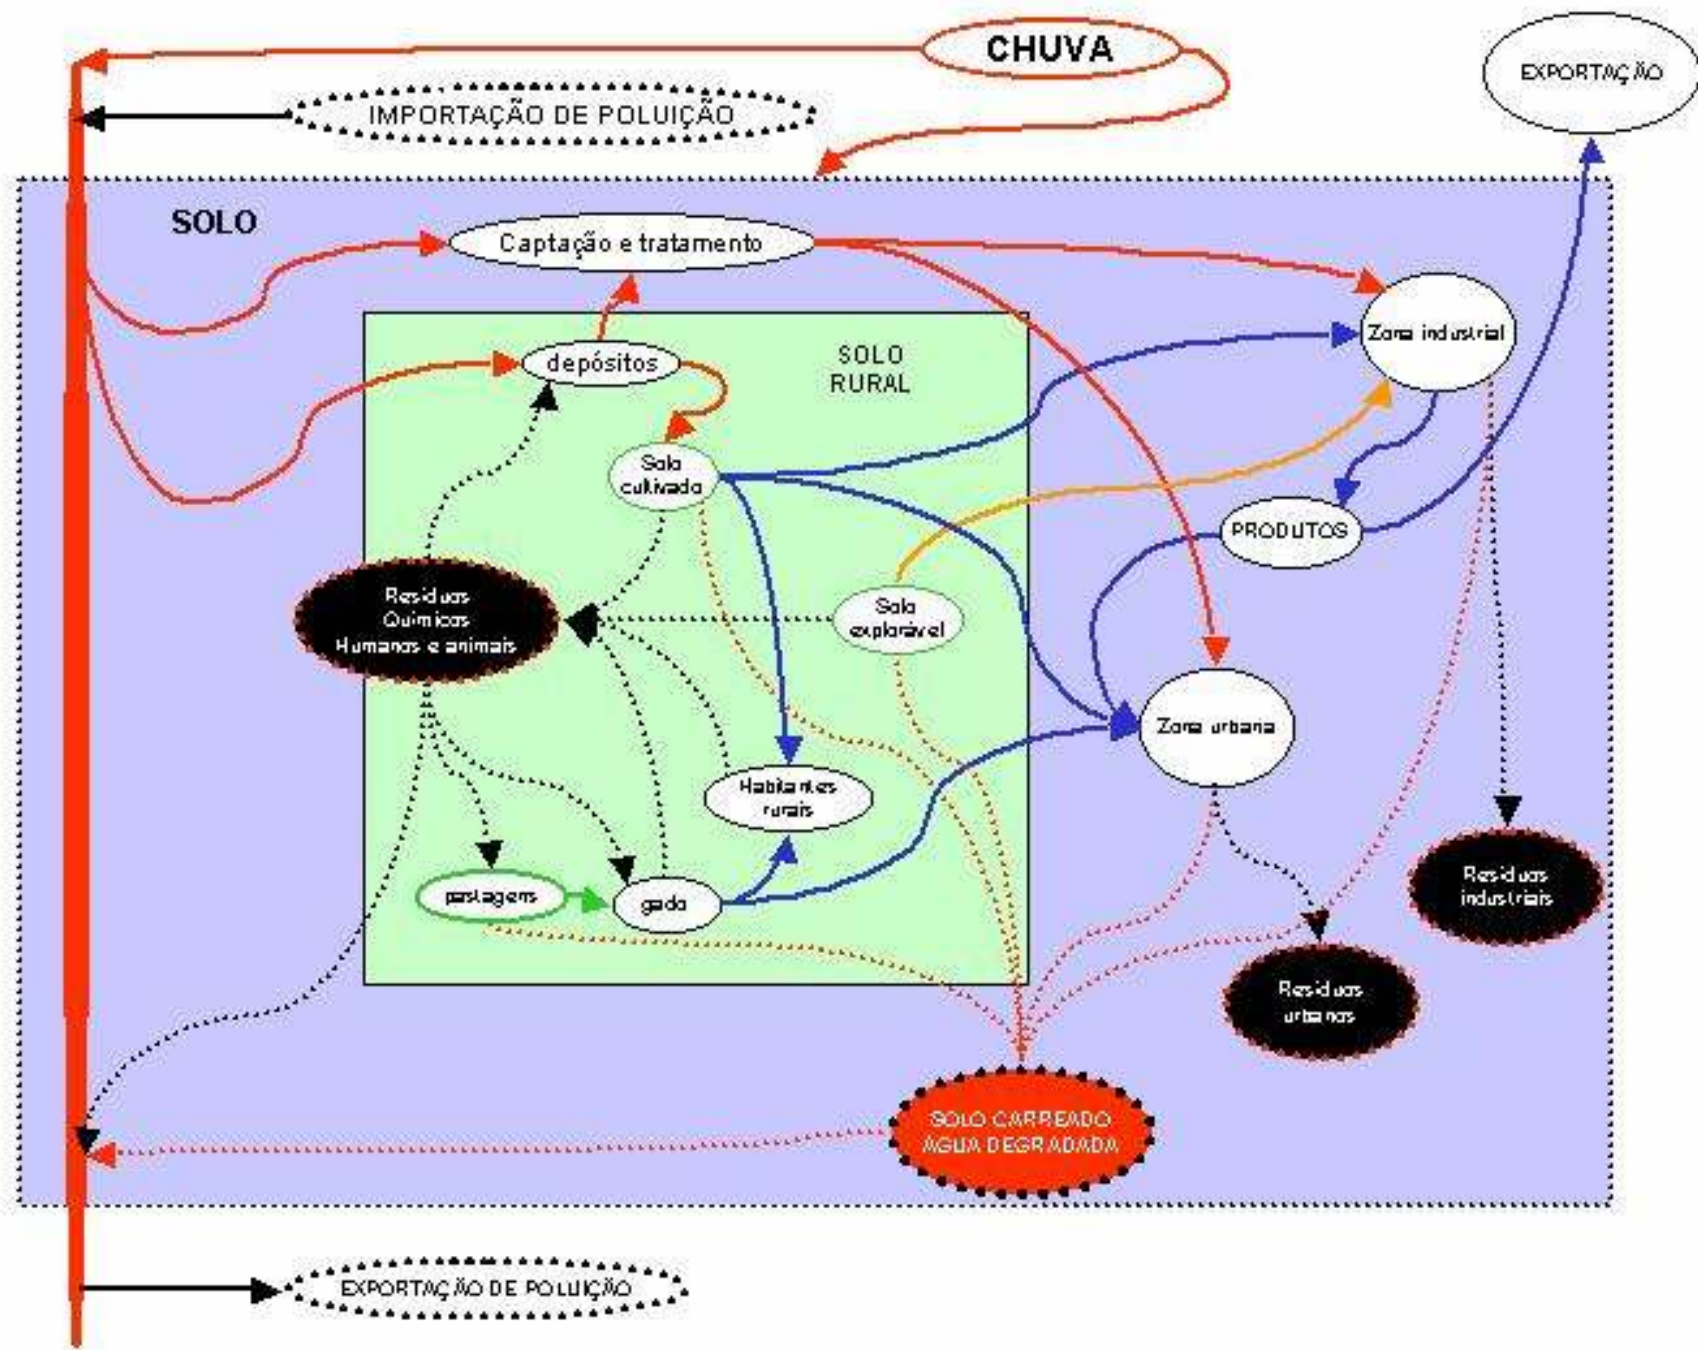 CHUVA
EXPORTAÇÃO
IMPORTAÇÃO DE POLUIÇÃO
SOLO
Captação e tratamento
Zona industrial
depósitos
SOLO
RURAL
Solo
cultivado
PRODUTOS
Resíduos
Químicos
Humanos e animais
Solo
explorável
Zona urbana
Habitantes
rurais
pastagens
gado
Resíduos
industriais
Resíduos
urbanos
SOLO CARREADO
ÁGUA DEGRADADA
EXPORTAÇÃO DE POLUIÇÃO